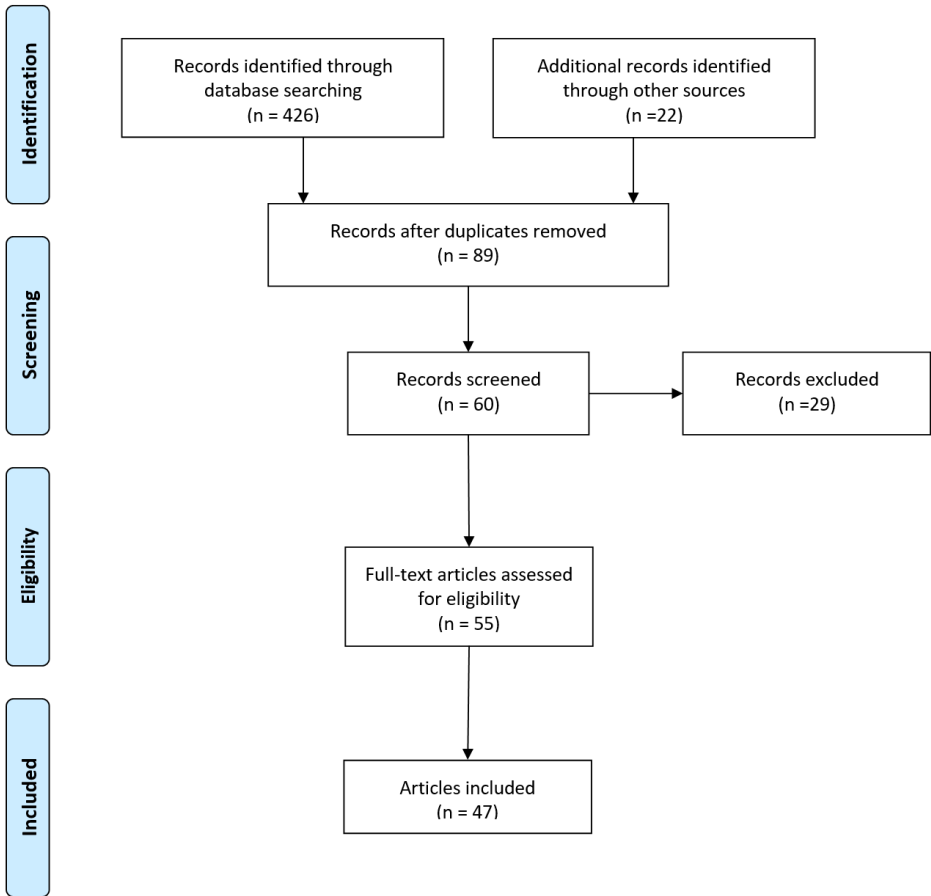 Identification
Records identified through
database searching
(n = 426)
Additional records identified
through other sources
(n =22)
Records after duplicates removed
(n = 89)
Screening
Records screened
(n = 60)
Records excluded
(n =29)
Eligibility
Full-text articles assessed
for eligibility
(n = 55)
Included
Articles included
(n = 47)